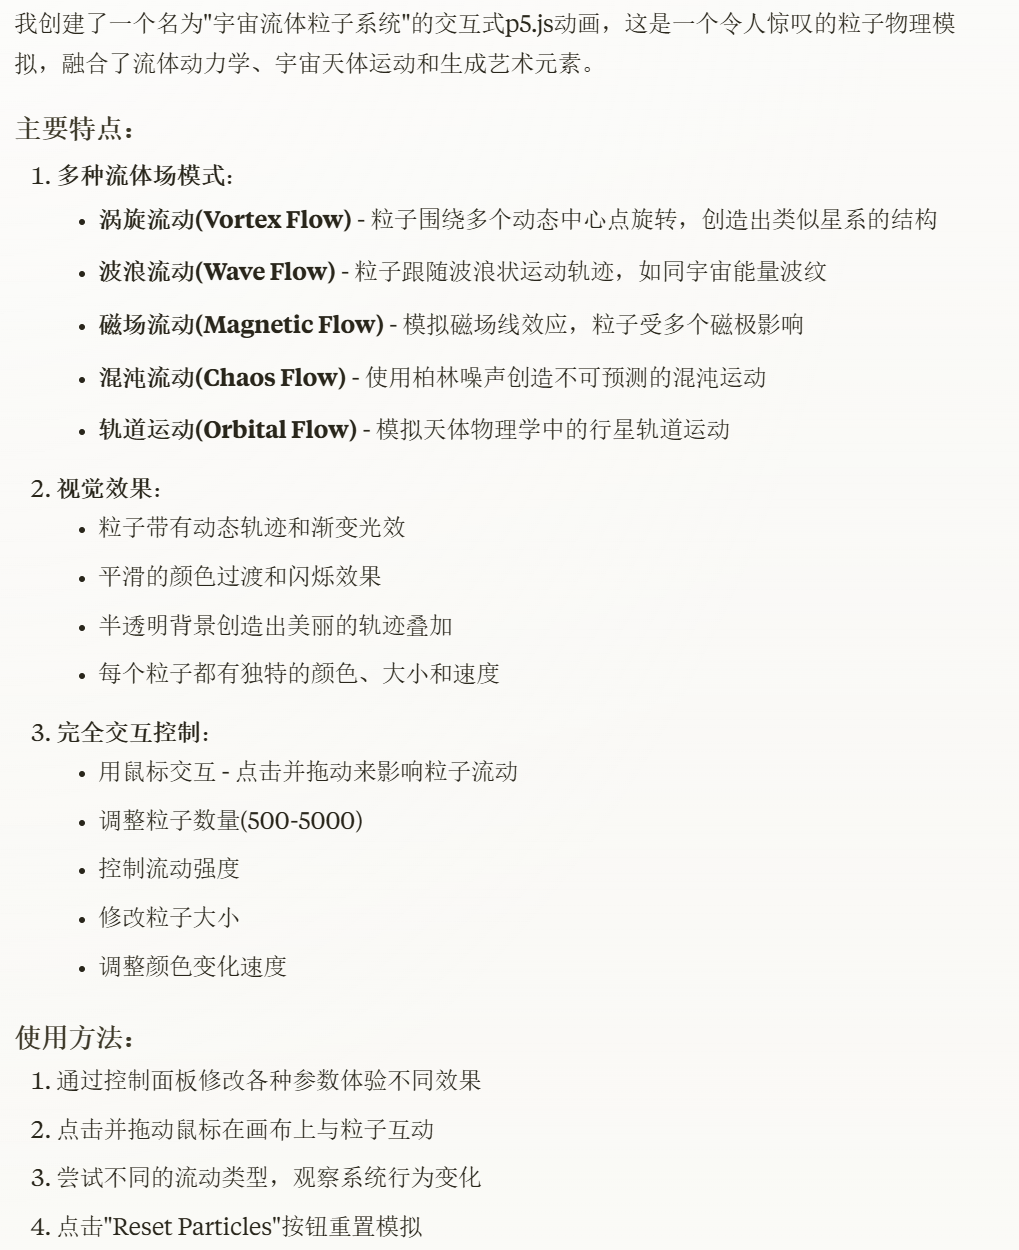 我创建了一个名为"宇宙流体粒子系统"的交互式p5.js动画，这是一个令人惊叹的粒子物理模
拟，融合了流体动力学、宇宙天体运动和生成艺术元素。
主要特点：
1. 多种流体场模式：
• 涡旋流动(Vortex Flow) - 粒子围绕多个动态中心点旋转，创造出类似星系的结构
• 波浪流动(Wave Flow) - 粒子跟随波浪状运动轨迹，如同宇宙能量波纹
• 磁场流动(Magnetic Flow) - 模拟磁场线效应，粒子受多个磁极影响
• 混沌流动(Chaos Flow) - 使用柏林噪声创造不可预测的混沌运动
• 轨道运动(Orbital Flow) - 模拟天体物理学中的行星轨道运动
2. 视觉效果：
• 粒子带有动态轨迹和渐变光效
• 平滑的颜色过渡和闪烁效果
• 半透明背景创造出美丽的轨迹叠加
• 每个粒子都有独特的颜色、大小和速度
3. 完全交互控制：
• 用鼠标交互 - 点击并拖动来影响粒子流动
• 调整粒子数量(500-5000)
• 控制流动强度
• 修改粒子大小
• 调整颜色变化速度
使用方法：
1. 通过控制面板修改各种参数体验不同效果
2. 点击并拖动鼠标在画布上与粒子互动
3. 尝试不同的流动类型，观察系统行为变化
4. 点击"Reset Particles"按钮重置模拟